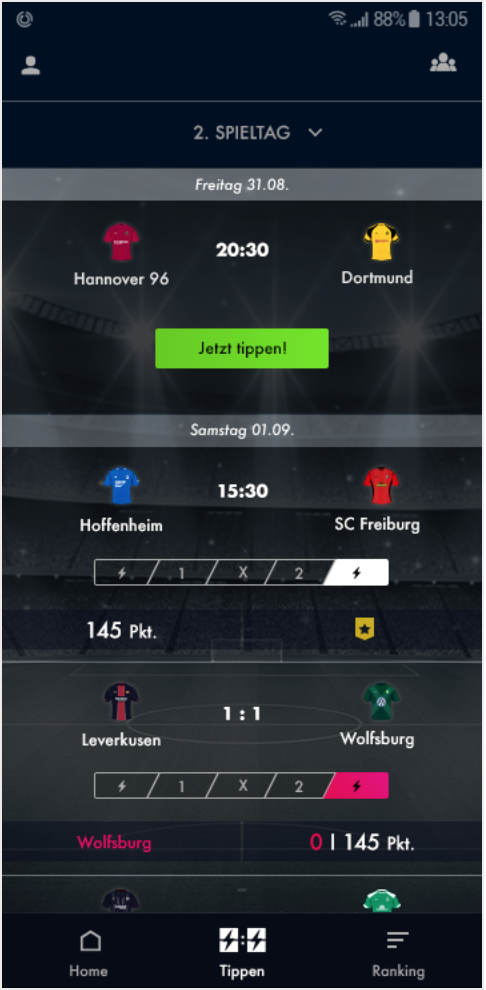 88% 13:05
2. SPIELTAG
Freitag 31.08.
20:30
Hannover 96 Dortmund
Jetzt tippen!
Samstag 01.09.
15:30
Hoffenheim SC Freiburg
1 X 2
145 Pkt.
1 : 1
Leverkusen Wolfsburg
1 X 2
Wolfsburg 0 | 145 Pkt.
Home Tippen Ranking